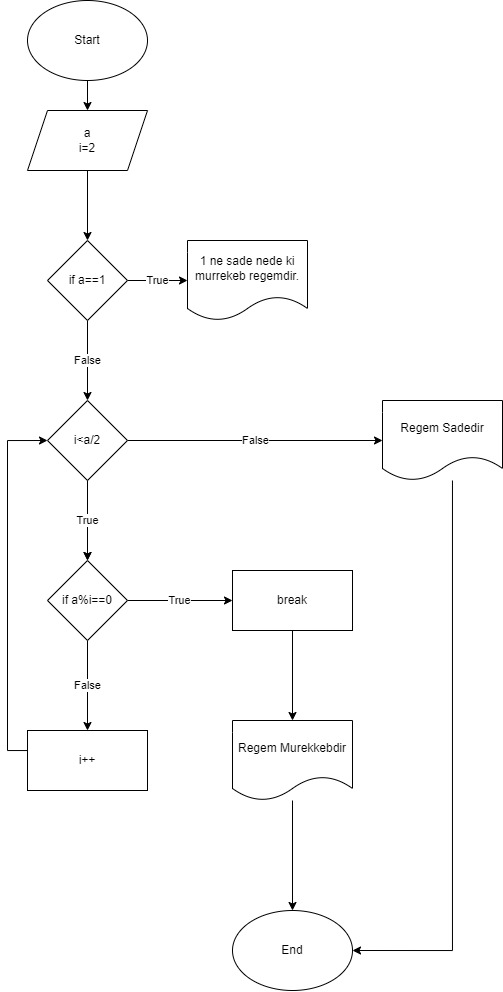 Start
a
i=2
if a==1
True
1 ne sade nede ki
murrekeb regemdir.
False
i<a/2
False
Regem Sadedir
True
if a%i==0
True
break
False
i++
Regem Murekkebdir
End